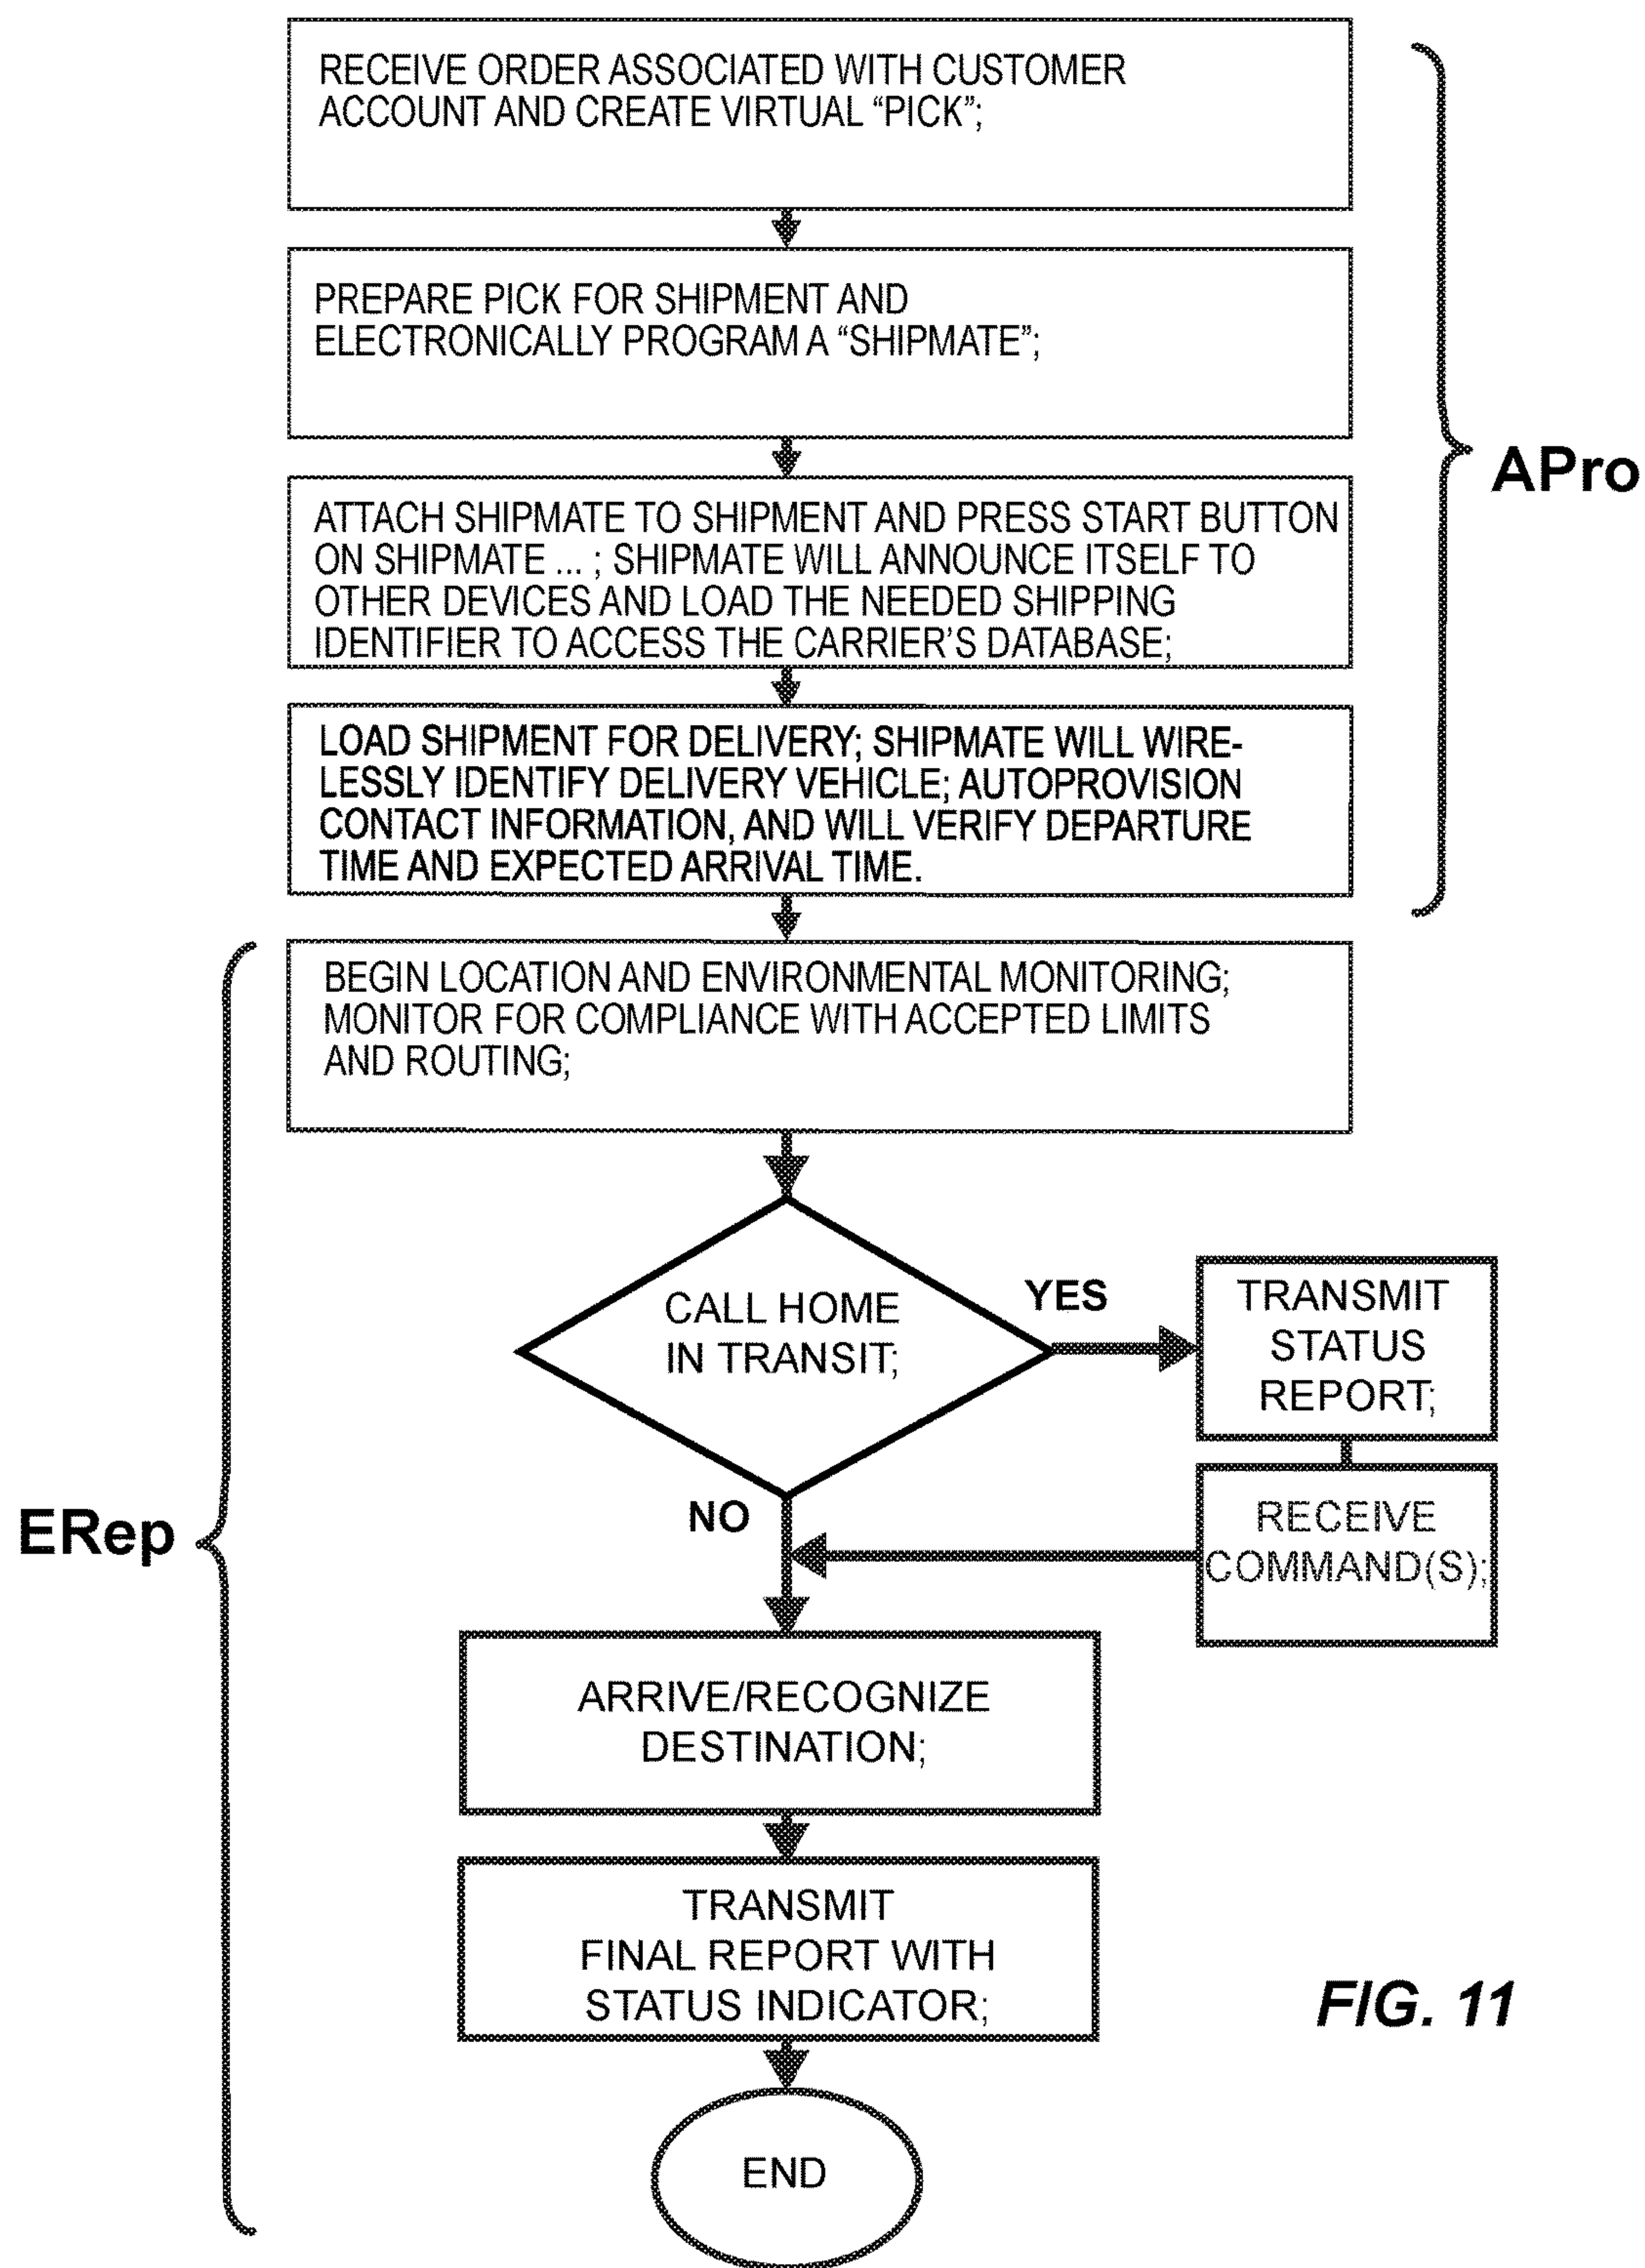 RECEIVE ORDER ASSOCIATED WITH CUSTOMER
ACCOUNT AND CREATE VIRTUAL “PICK”;
PREPARE PICK FOR SHIPMENT AND
ELECTRONICALLY PROGRAM A “SHIPMATE”;
APro
ATTACH SHIPMATE TO SHIPMENT AND PRESS START BUTTON
ON SHIPMATE ... ; SHIPMATE WILL ANNOUNCE ITSELF TO
OTHER DEVICES AND LOAD THE NEEDED SHIPPING
IDENTIFIER TO ACCESS THE CARRIER’S DATABASE;
LOAD SHIPMENT FOR DELIVERY; SHIPMATE WILL WIRE-
LESSLY IDENTIFY DELIVERY VEHICLE; AUTOPROVISION
CONTACT INFORMATION, AND WILL VERIFY DEPARTURE
TIME AND EXPECTED ARRIVAL TIME.
BEGIN LOCATION AND ENVIRONMENTAL MONITORING;
MONITOR FOR COMPLIANCE WITH ACCEPTED LIMITS
AND ROUTING;
CALL HOME
IN TRANSIT;
YES
TRANSMIT
STATUS
REPORT;
NO
RECEIVE
COMMAND(S);
ERep
ARRIVE/RECOGNIZE
DESTINATION;
TRANSMIT
FINAL REPORT WITH
STATUS INDICATOR;
FIG. 11
END